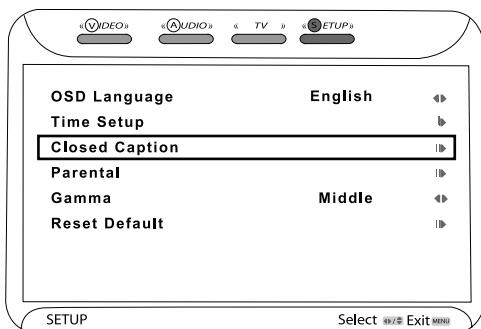 VIDEO AUDIO TV SETUP
OSD Language English
Time Setup
Closed Caption
Parental
Gamma Middle
Reset Default
SETUP Select Exit MENU